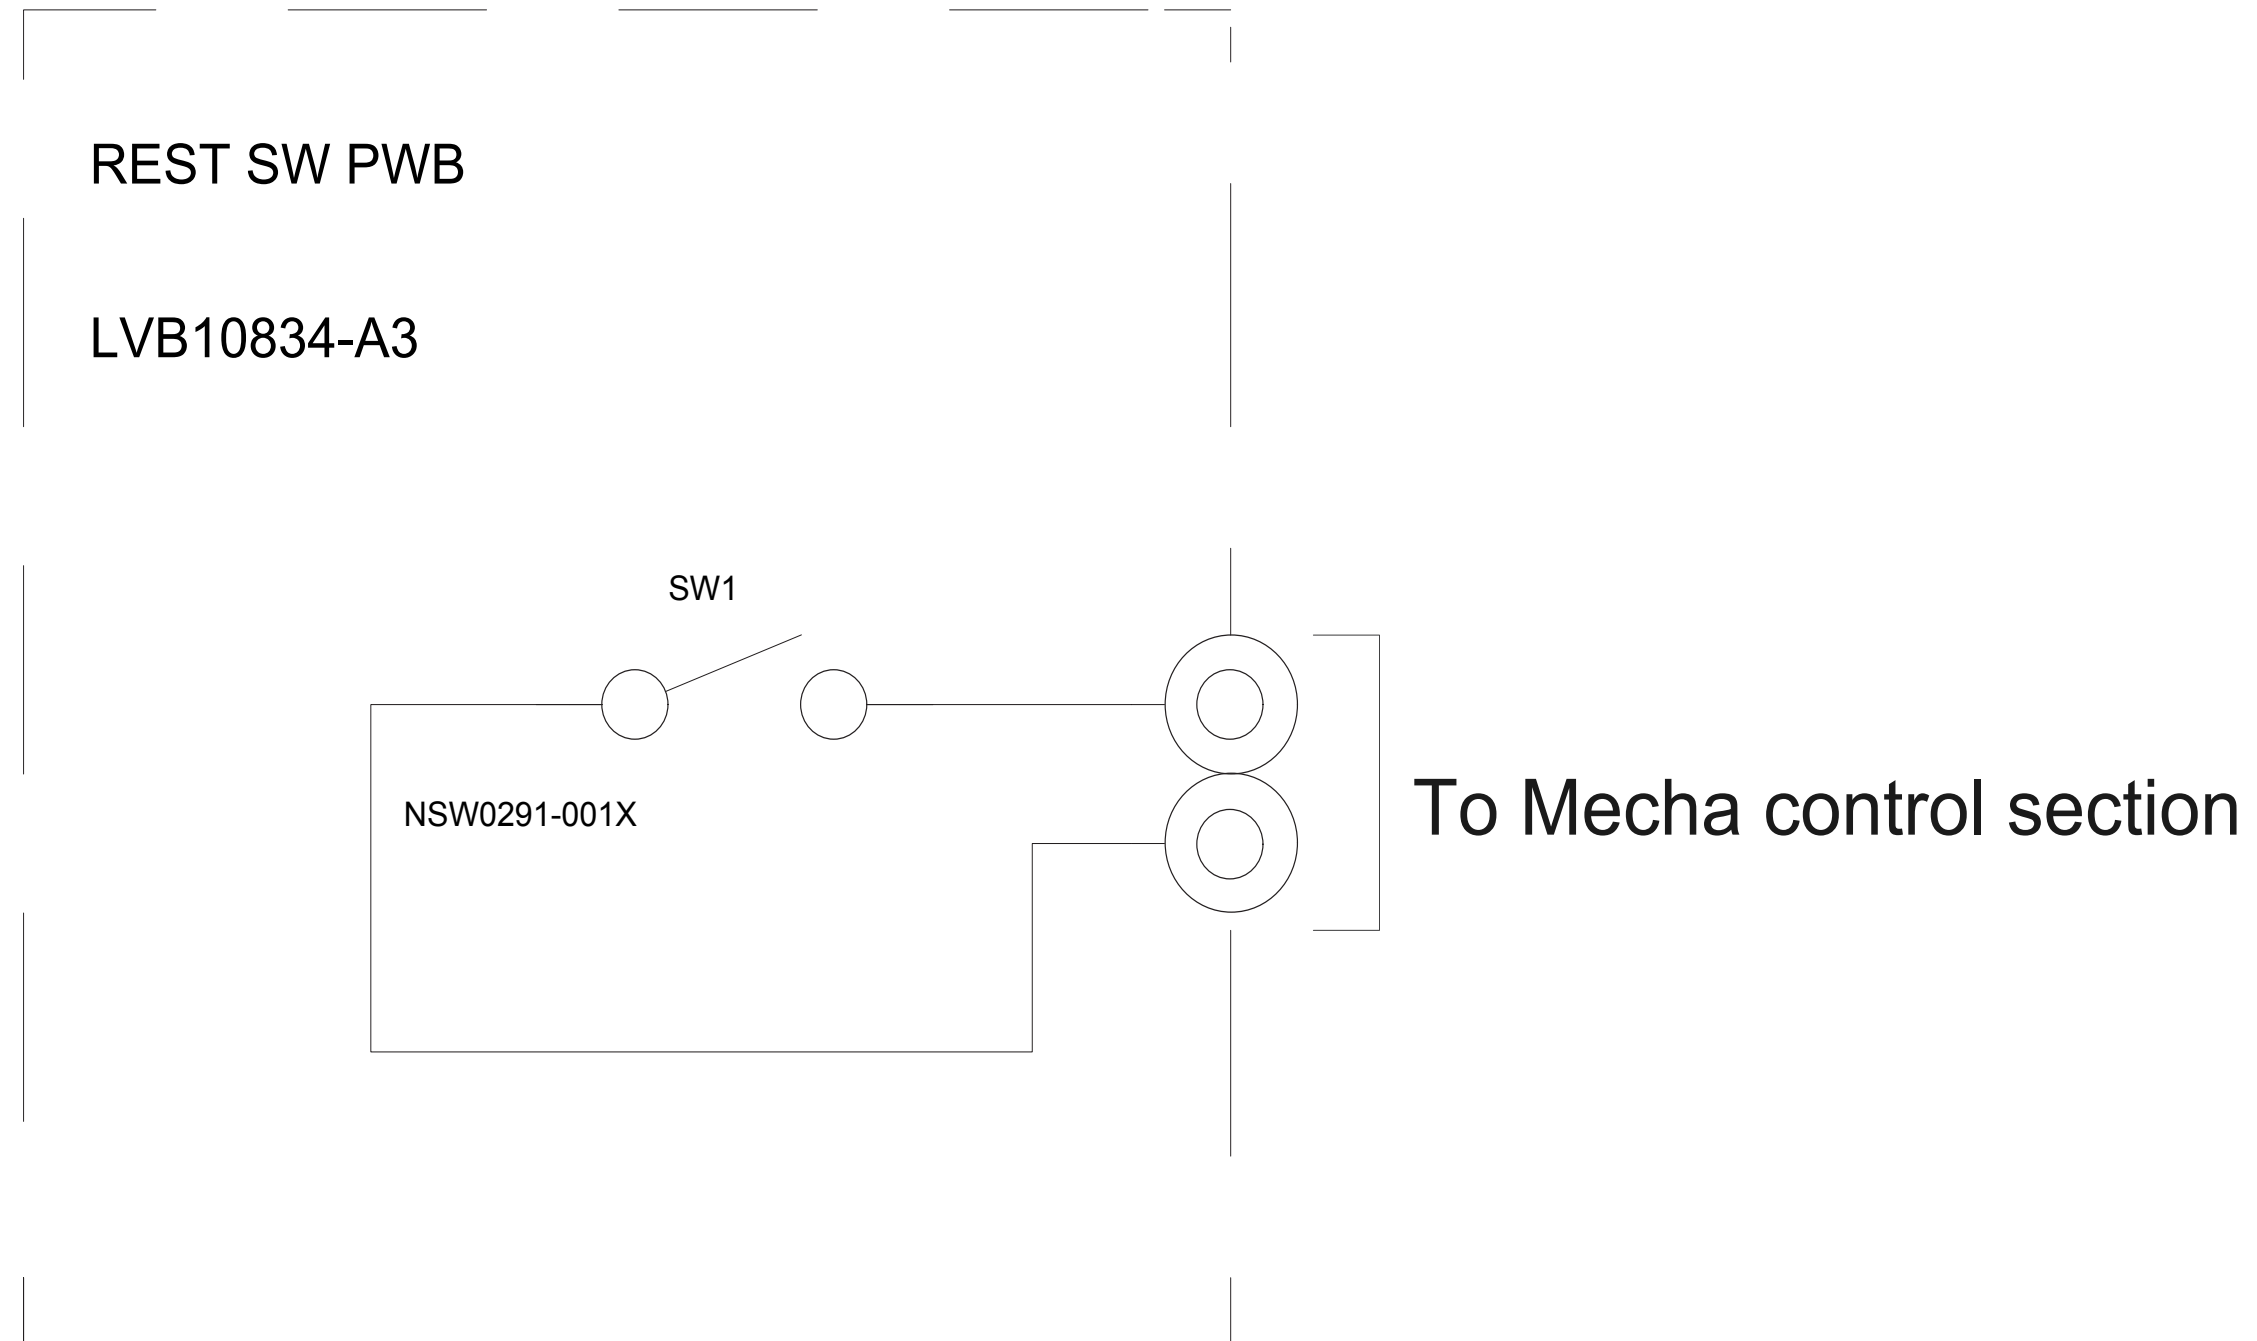 REST SW PWB
LVB10834-A3
SW1
NSW0291-001X
To Mecha control section